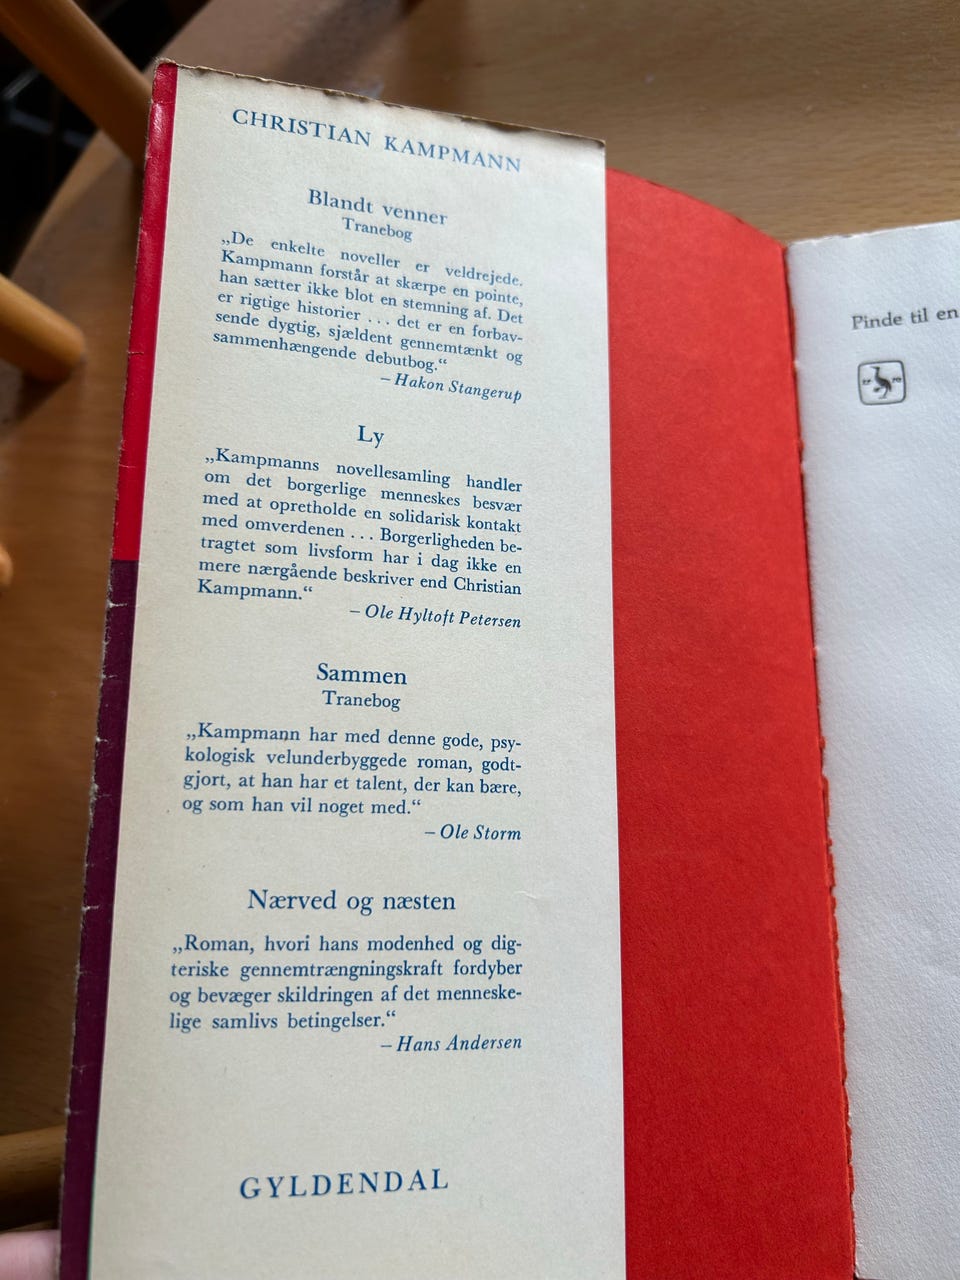 CHRISTIAN KAMPMANN
Blandt venner
Tranebog
„De enkelte noveller er veldrejede.
Kampmann forstår at skærpe en pointe,
han sætter ikke blot en stemning af. Det
er rigtige historier . . . det er en forbav-
sende dygtig, sjældent gennemtænkt og
sammenhængende debutbog.“
– Hakon Stangerup
Ly
„Kampmanns novellesamling handler
om det borgerlige menneskes besvær
med at opretholde en solidarisk kontakt
med omverdenen . . . Borgerligheden be-
tragtet som livsform har i dag ikke en
mere nærgående beskriver end Christian
Kampmann.“
– Ole Hyltoft Petersen
Sammen
Tranebog
„Kampmann har med denne gode, psy-
kologisk velunderbyggede roman, godt-
gjort, at han har et talent, der kan bære,
og som han vil noget med.“
– Ole Storm
Nærved og næsten
„Roman, hvori hans modenhed og dig-
teriske gennemtrængningskraft fordyber
og bevæger skildringen af det menneske-
lige samlivs betingelser.“
– Hans Andersen
GYLDENDAL
Pinde til en